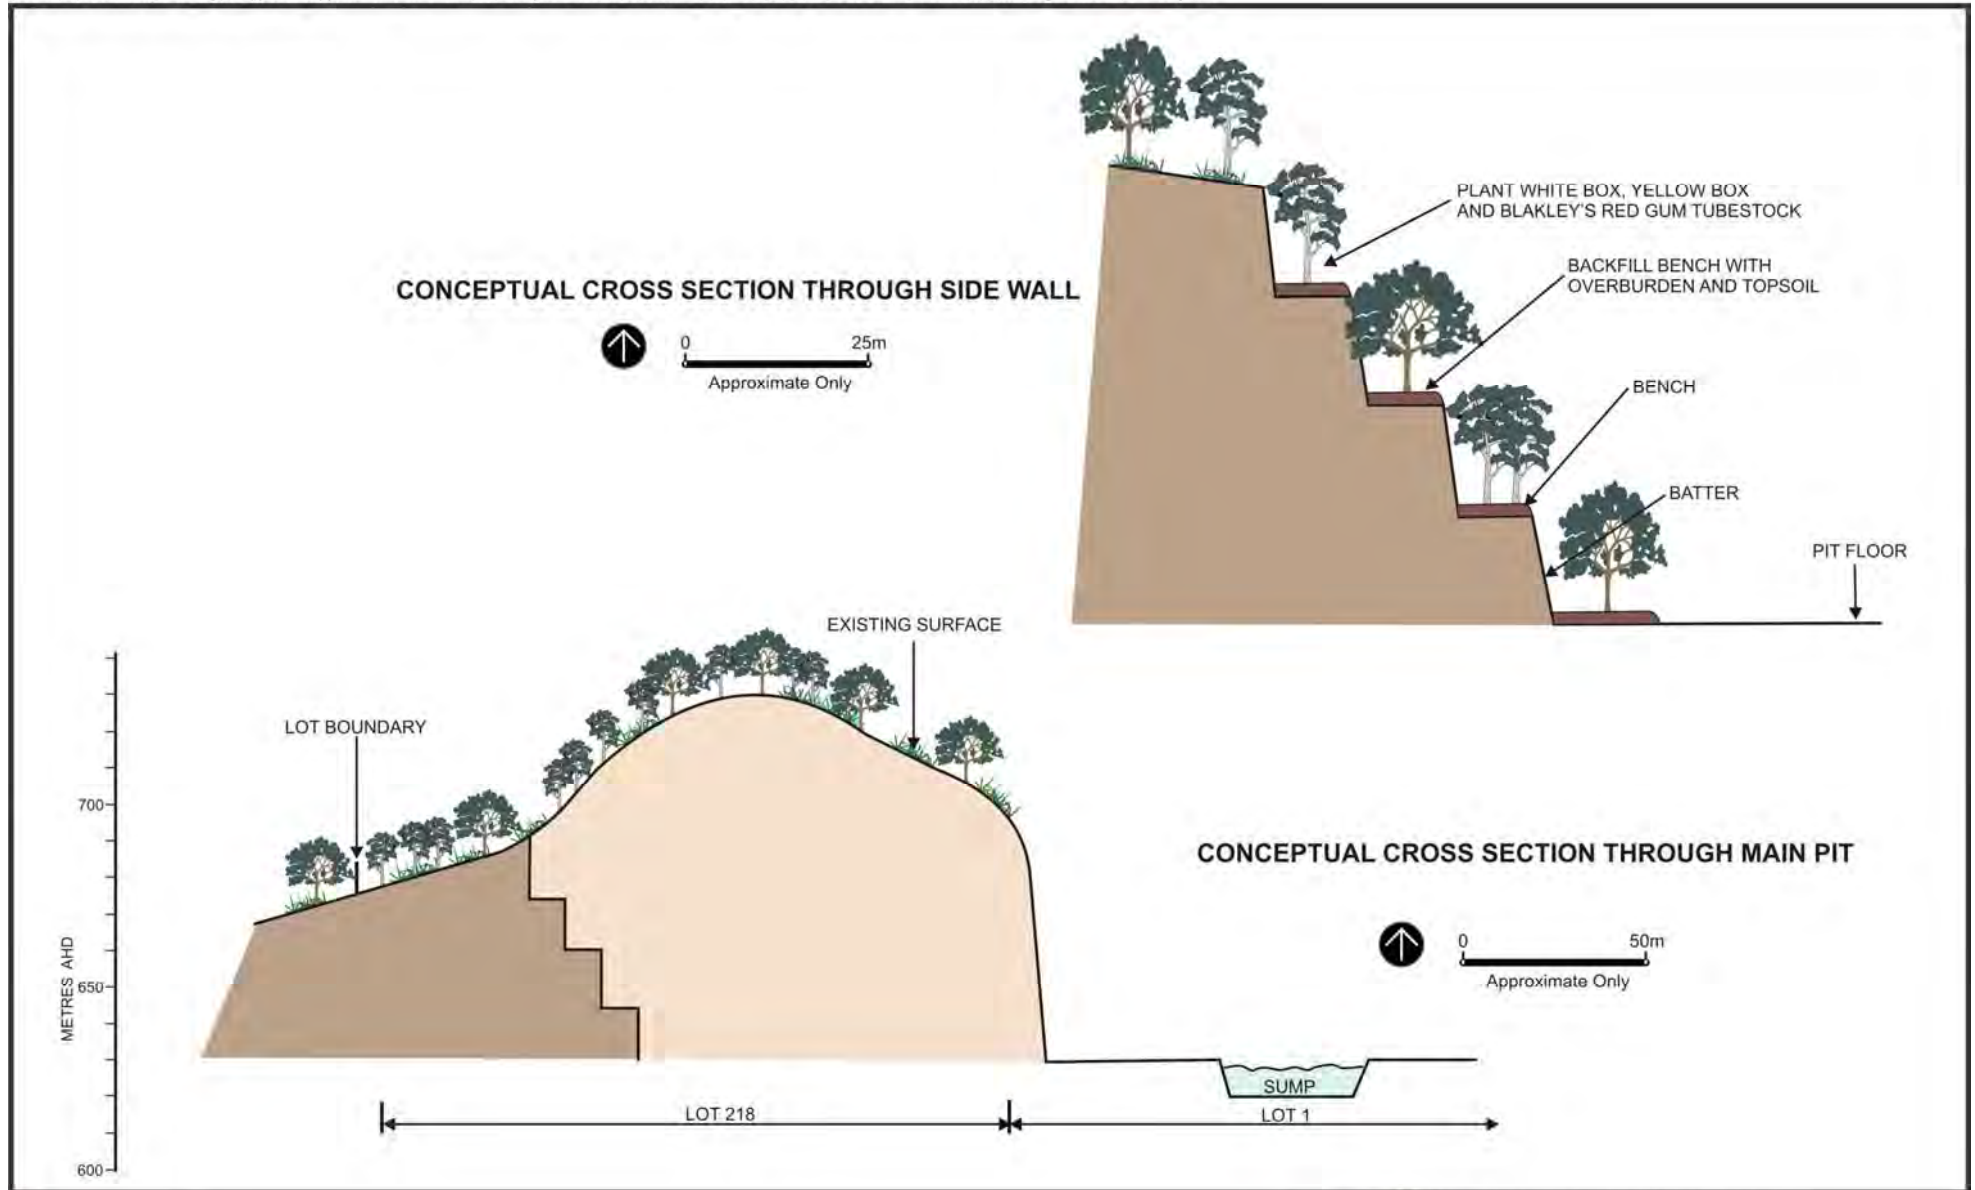 PLANT WHITE BOX, YELLOW BOX
AND BLAKLEY'S RED GUM TUBESTOCK
BACKFILL BENCH WITH
OVERBURDEN AND TOPSOIL
CONCEPTUAL CROSS SECTION THROUGH SIDE WALL
0 25m
Approximate Only
BENCH
BATTER
PIT FLOOR
EXISTING SURFACE
LOT BOUNDARY
700
CONCEPTUAL CROSS SECTION THROUGH MAIN PIT
0 50m
Approximate Only
METRES AHD
650
SUMP
LOT 218
LOT 1
600